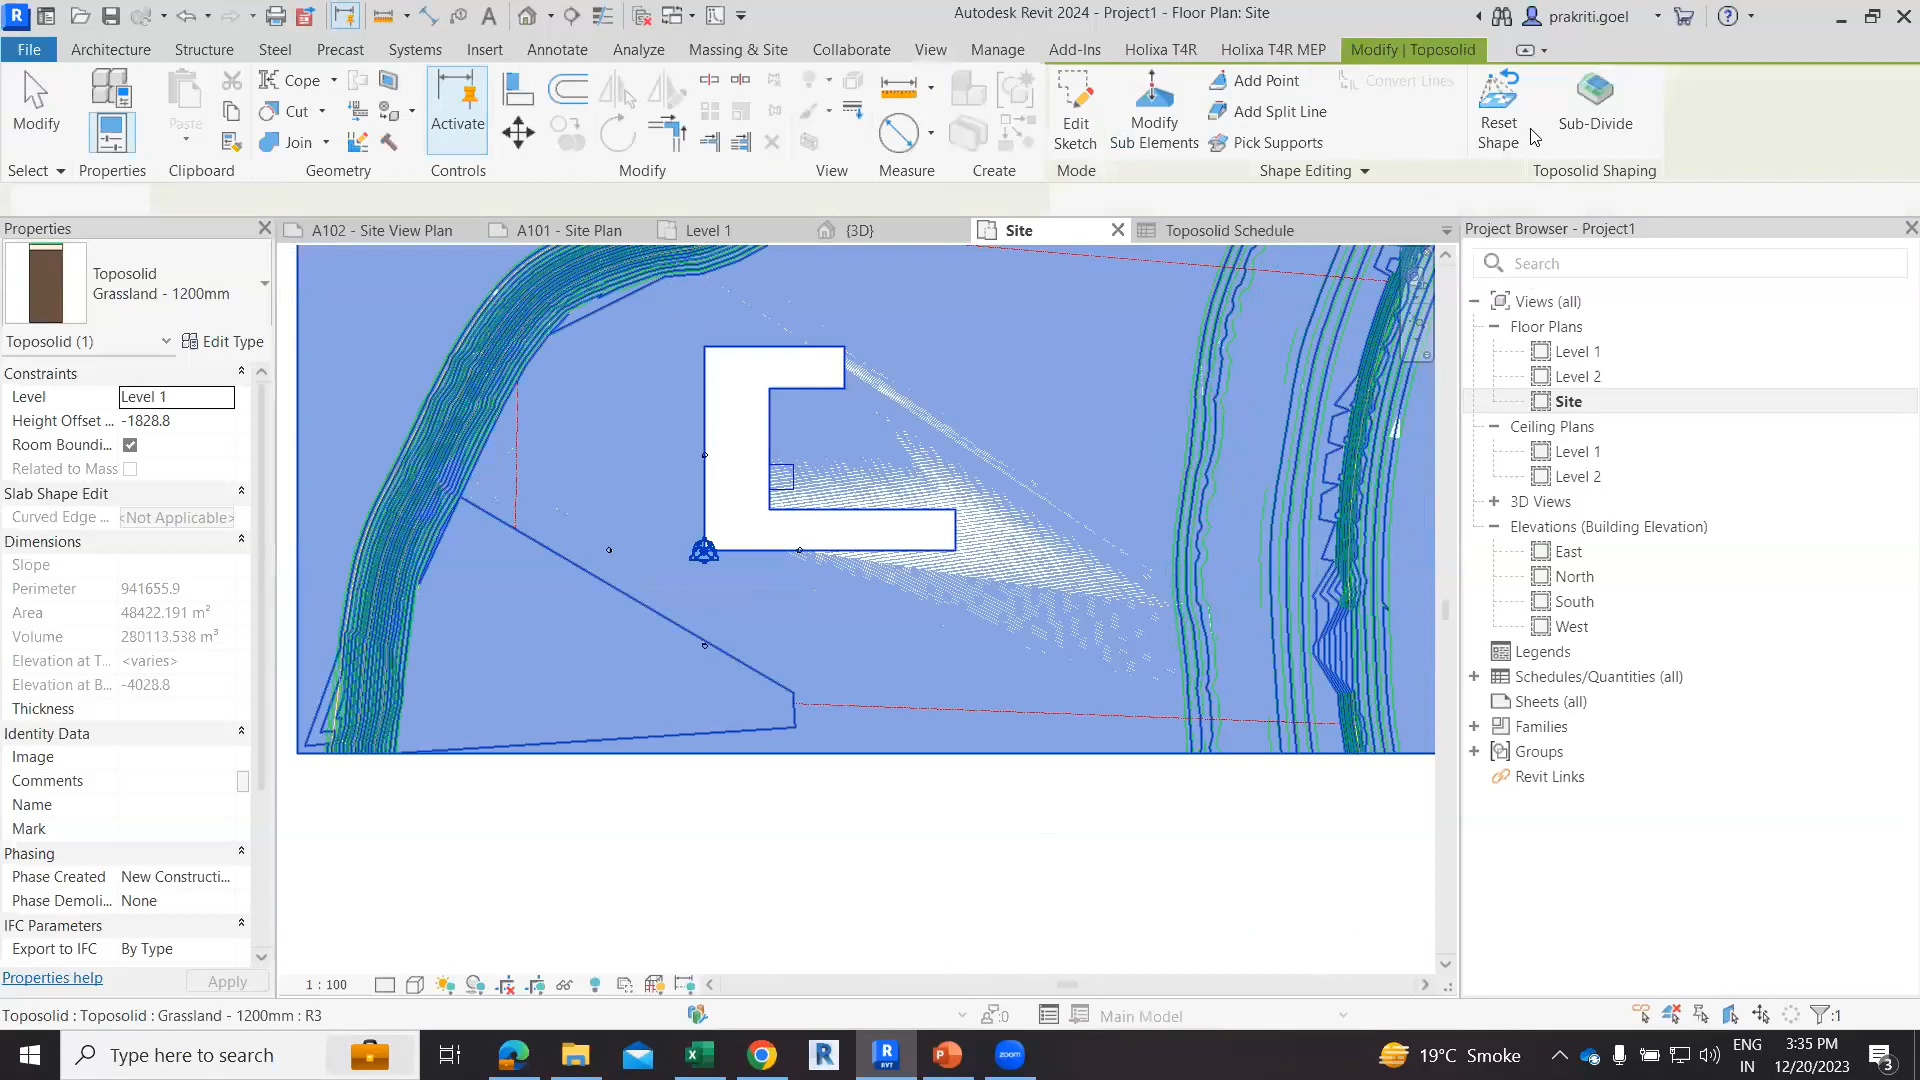 Autodesk Revit 2024 - Project1 - Floor Plan: Site
prakriti.goel
File Architecture Structure Steel Precast Systems Insert Annotate Analyze Massing & Site Collaborate View Manage Add-Ins Holixa T4R Holixa T4R MEP Modify | Toposolid
Modify
Paste
Cope
Cut
Join
Activate
Edit Sketch
Modify Sub Elements
Add Point
Add Split Line
Pick Supports
Convert Lines
Reset Shape
Sub-Divide
Select Properties Clipboard Geometry Controls Modify View Measure Create Mode Shape Editing Toposolid Shaping
Properties
Toposolid
Grassland - 1200mm
Toposolid (1)
Edit Type
Constraints
Level Level 1
Height Offset ... -1828.8
Room Boundi...
Related to Mass
Slab Shape Edit
Curved Edge ... <Not Applicable>
Dimensions
Slope
Perimeter 941655.9
Area 48422.191 m²
Volume 280113.538 m³
Elevation at T... <varies>
Elevation at B... -4028.8
Thickness
Identity Data
Image
Comments
Name
Mark
Phasing
Phase Created New Constructi...
Phase Demoli... None
IFC Parameters
Export to IFC By Type
Properties help
Apply
A102 - Site View Plan
A101 - Site Plan
Level 1
{3D}
Site
Toposolid Schedule
1 : 100
Project Browser - Project1
Search
Views (all)
Floor Plans
Level 1
Level 2
Site
Ceiling Plans
Level 1
Level 2
3D Views
Elevations (Building Elevation)
East
North
South
West
Legends
Schedules/Quantities (all)
Sheets (all)
Families
Groups
Revit Links
Toposolid : Toposolid : Grassland - 1200mm : R3
:0
Main Model
:1
Type here to search
R
R
RVT
zoom
19°C Smoke
ENG
IN
3:35 PM
12/20/2023
3